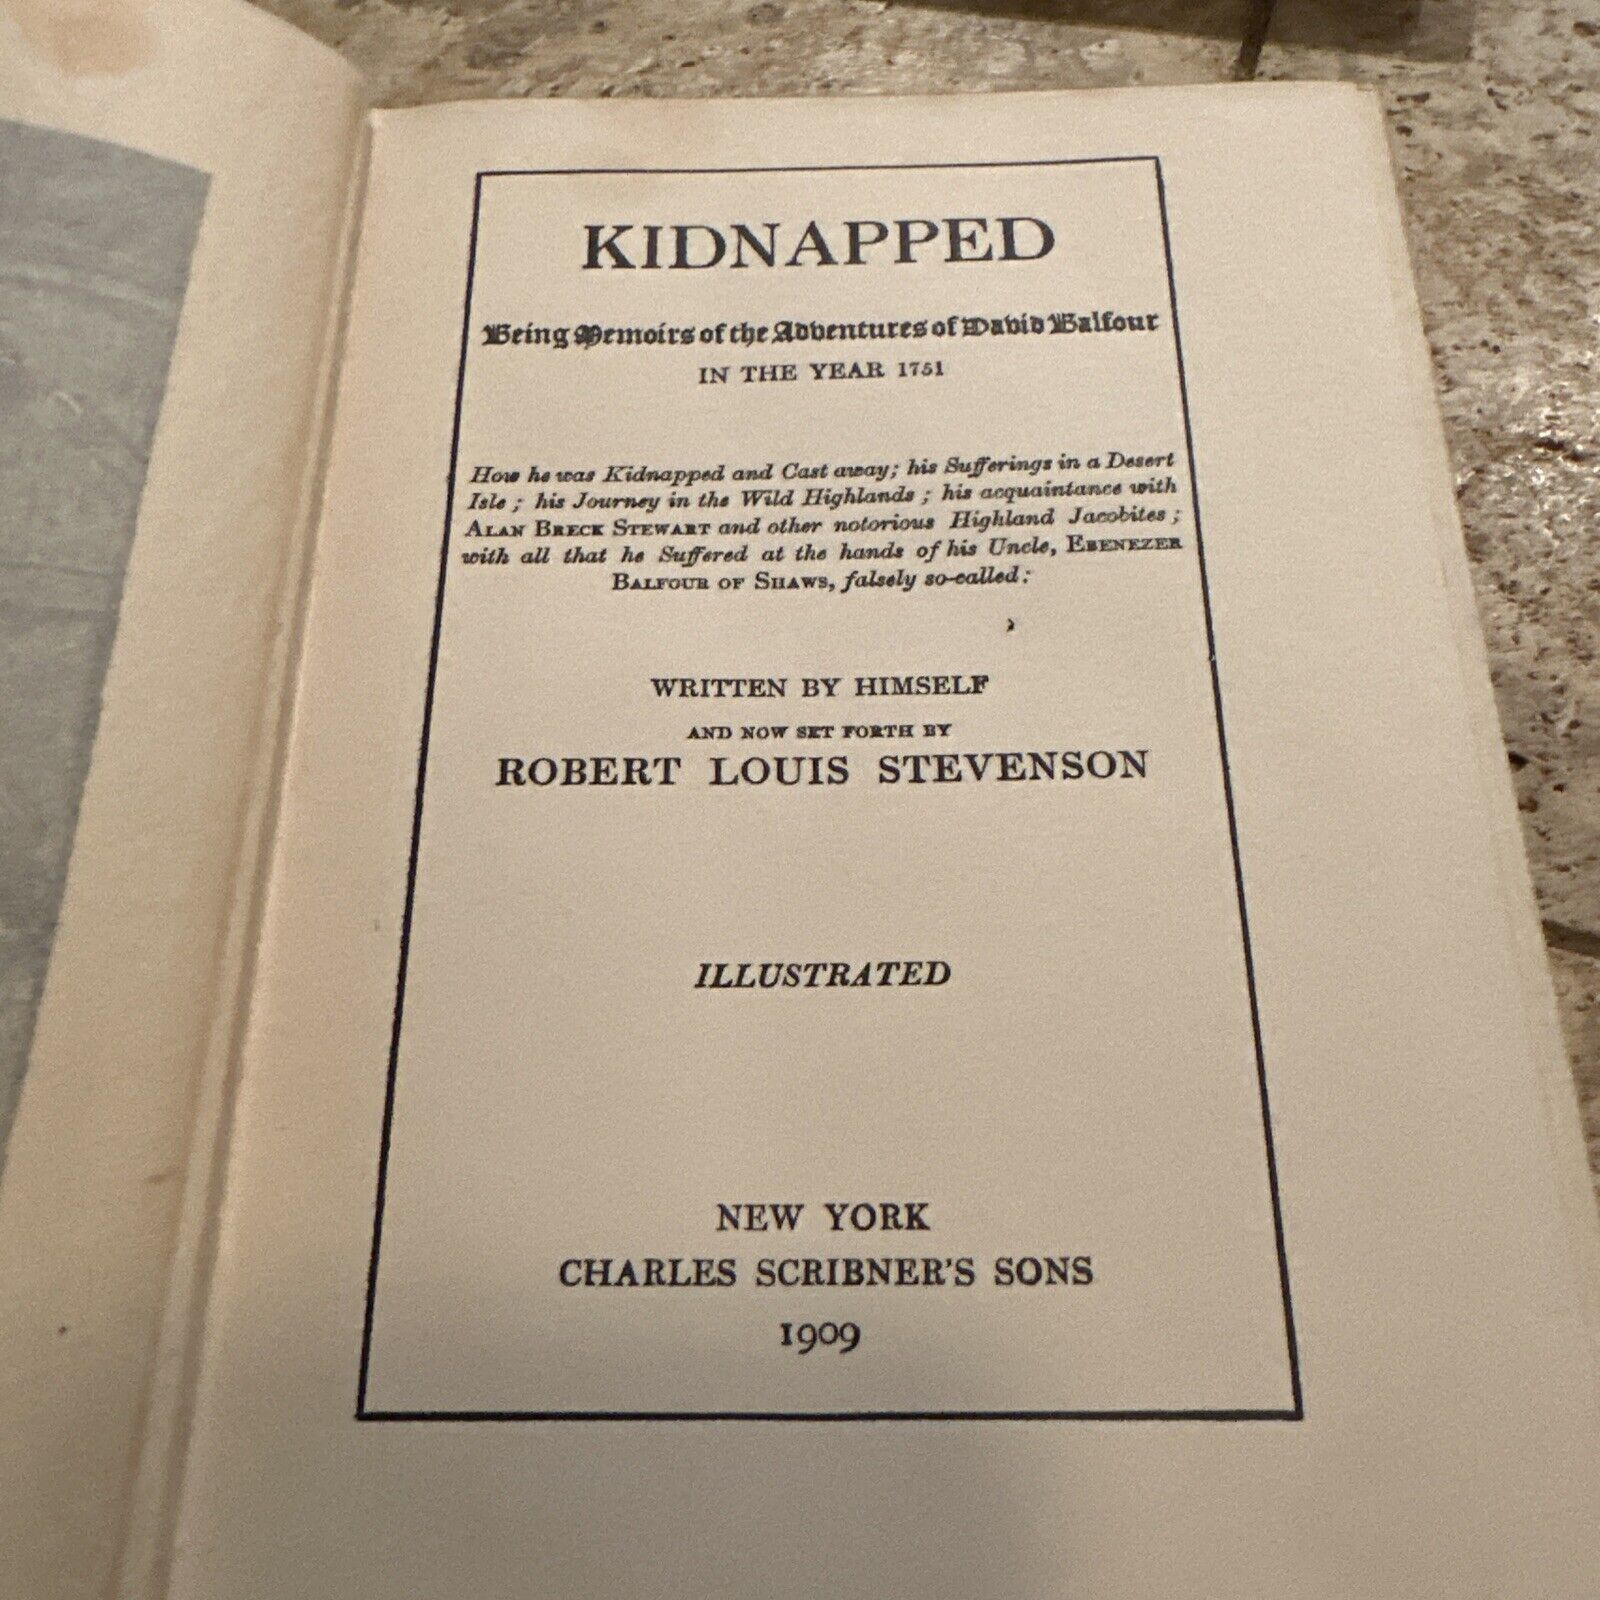 KIDNAPPED
Being Memoirs of the Adventures of David Balfour
IN THE YEAR 1751
How he was Kidnapped and Cast away; his Sufferings in a Desert
Isle; his Journey in the Wild Highlands; his acquaintance with
ALAN BRECK STEWART and other notorious Highland Jacobites;
with all that he Suffered at the hands of his Uncle, EBENEZER
BALFOUR OF SHAWS, falsely so-called:
WRITTEN BY HIMSELF
AND NOW SET FORTH BY
ROBERT LOUIS STEVENSON
ILLUSTRATED
NEW YORK
CHARLES SCRIBNER'S SONS
1909